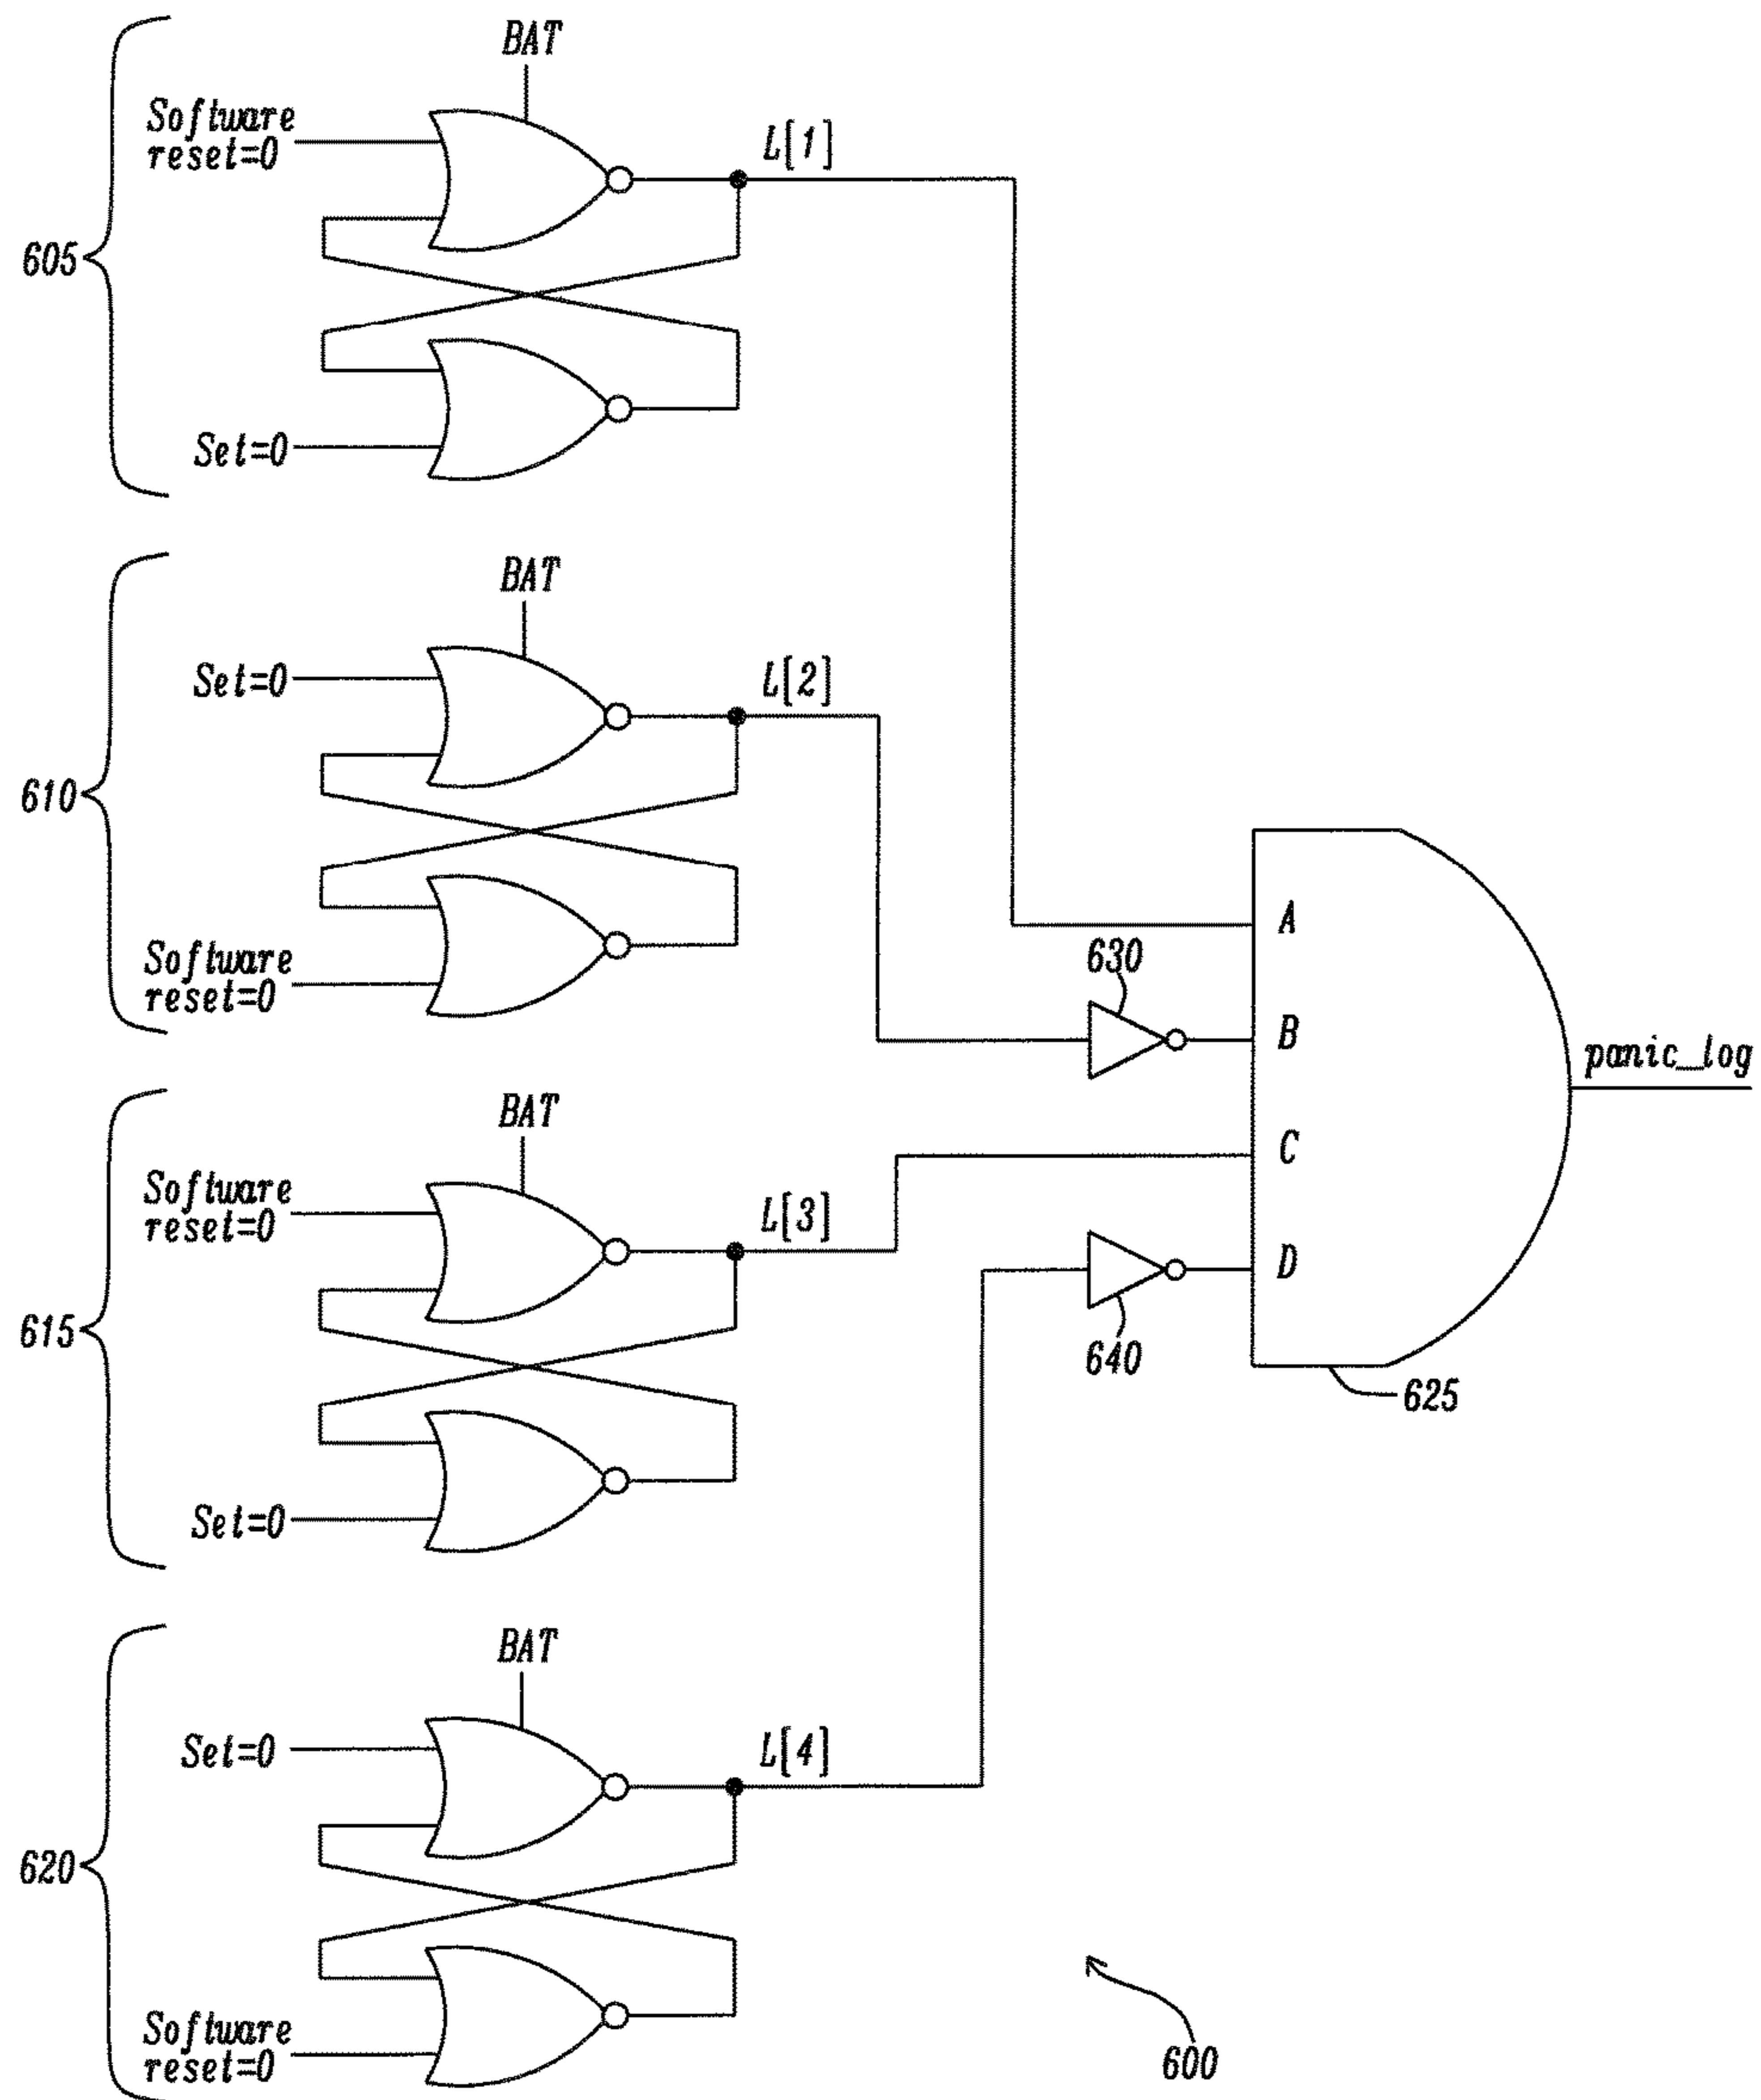 BAT
Software
reset=0
L[1]
605
Set=0
BAT
Set=0
L[2]
610
Software
reset=0
A
630
B
panic_log
BAT
Software
reset=0
L[3]
C
D
615
640
625
Set=0
BAT
Set=0
L[4]
620
Software
reset=0
600